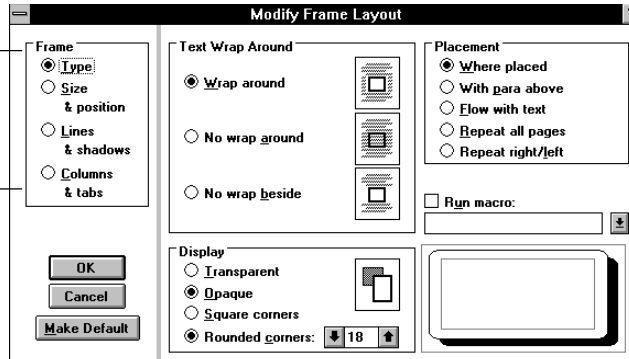 Modify Frame Layout
Frame
Type
Size
& position
Lines
& shadows
Columns
& tabs
OK
Cancel
Make Default
Text Wrap Around
Wrap around
No wrap around
No wrap beside
Display
Transparent
Opaque
Square corners
Rounded corners: 18
Placement
Where placed
With para above
Flow with text
Repeat all pages
Repeat right/left
Run macro: